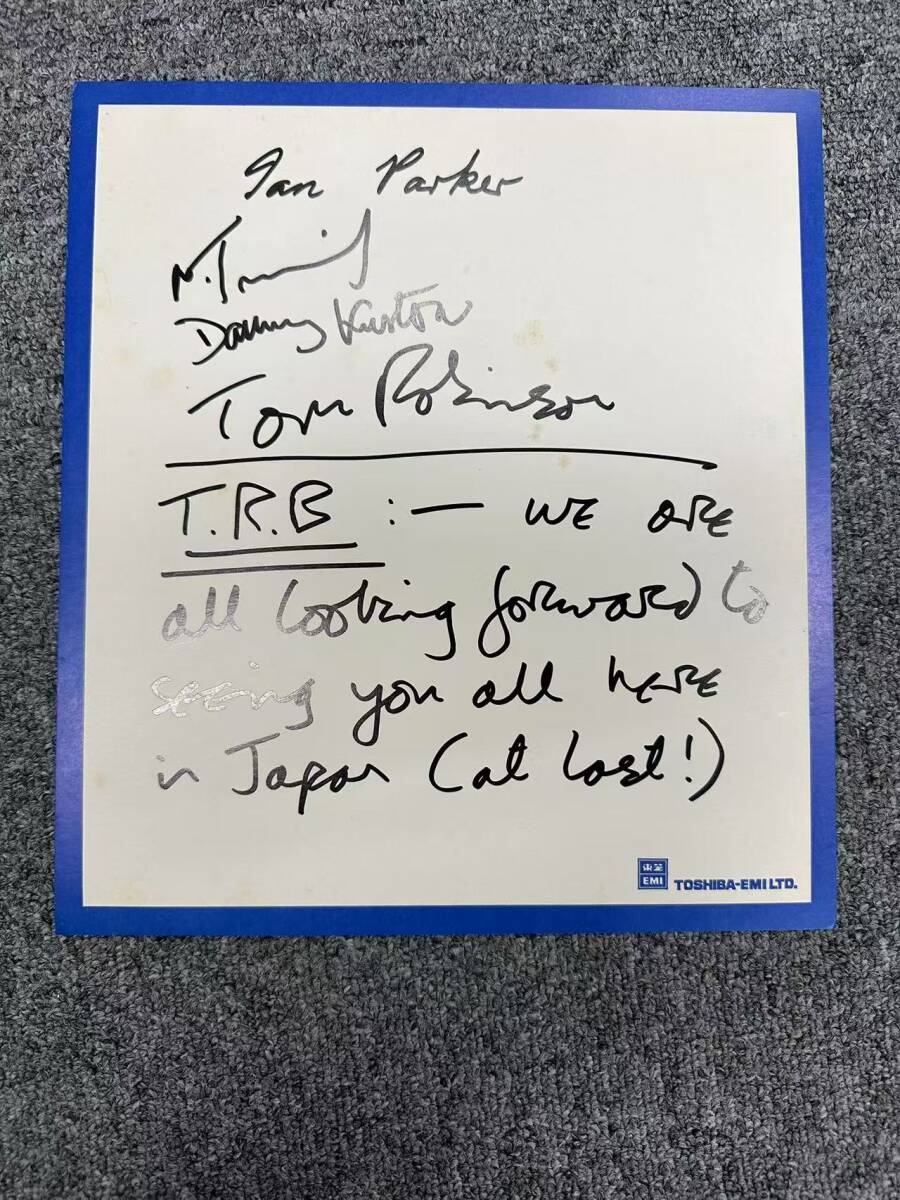 Ian Parker
Danny Kustow
Tom Robinson
T.R.B :— WE ARE
all looking forward to
seeing you all HERE
in Japan (at last!)
東芝
EMI
TOSHIBA-EMI LTD.